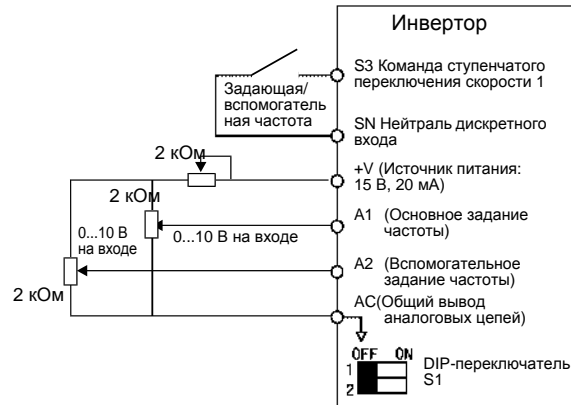 Инвертор
S3 Команда ступенчатого
переключения скорости 1
Задающая/
вспомогатель
ная частота
SN Нейтраль дискретного
входа
2 кОм
+V (Источник питания:
15 В, 20 мА)
2 кОм
A1 (Основное задание
частоты)
0...10 В
на входе
0...10 В на входе
A2 (Вспомогательное
задание частоты)
2 кОм
AC(Общий вывод
аналоговых цепей)
OFF ON
1
2
DIP-переключатель
S1